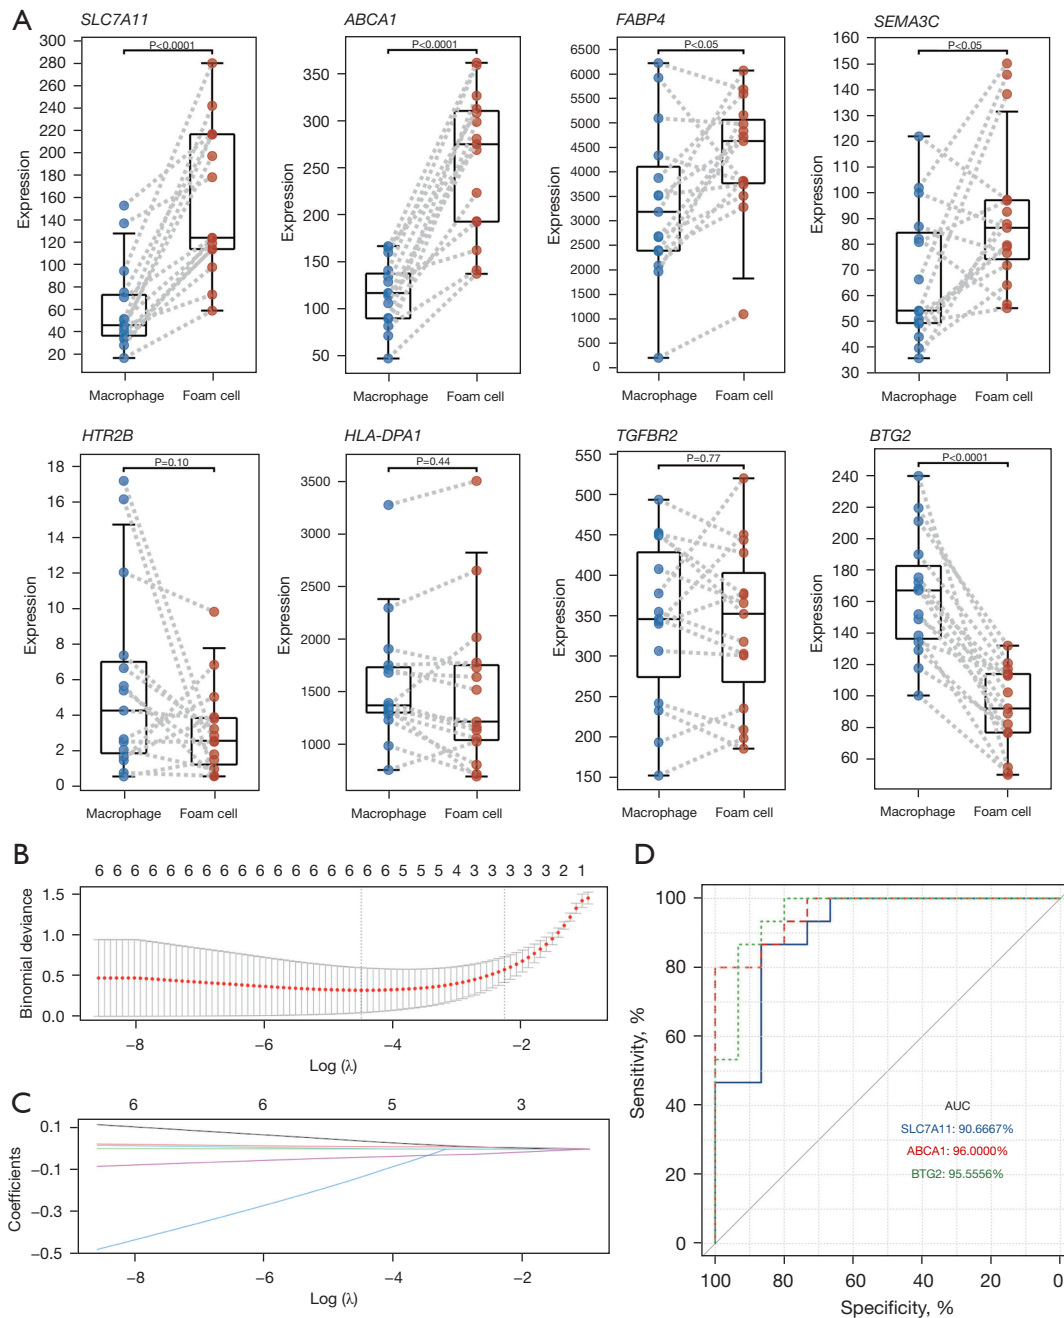 A
SLC7A11
P<0.0001
Expression
300
280
260
240
220
200
180
160
140
120
100
80
60
40
20
Macrophage Foam cell
ABCA1
P<0.0001
Expression
350
300
250
200
150
100
50
Macrophage Foam cell
FABP4
P<0.05
Expression
6500
6000
5500
5000
4500
4000
3500
3000
2500
2000
1500
1000
500
0
Macrophage Foam cell
SEMA3C
P<0.05
Expression
160
150
140
130
120
110
100
90
80
70
60
50
40
30
Macrophage Foam cell
HTR2B
P=0.10
Expression
18
16
14
12
10
8
6
4
2
0
Macrophage Foam cell
HLA-DPA1
P=0.44
Expression
3500
3000
2500
2000
1500
1000
Macrophage Foam cell
TGFBR2
P=0.77
Expression
550
500
450
400
350
300
250
200
150
Macrophage Foam cell
BTG2
P<0.0001
Expression
240
220
200
180
160
140
120
100
80
60
Macrophage Foam cell
B
6 6 6 6 6 6 6 6 6 6 6 6 6 6 5 5 4 3 3 3 3 2 1
Binomial deviance
1.5
1.0
0.5
0.0
−8 −6 −4 −2
Log (λ)
C
6 6 5 3
Coefficients
0.1
−0.1
−0.3
−0.5
−8 −6 −4 −2
Log (λ)
D
Sensitivity, %
100
80
60
40
20
0
AUC
SLC7A11: 90.6667%
ABCA1: 96.0000%
BTG2: 95.5556%
100 80 60 40 20 0
Specificity, %